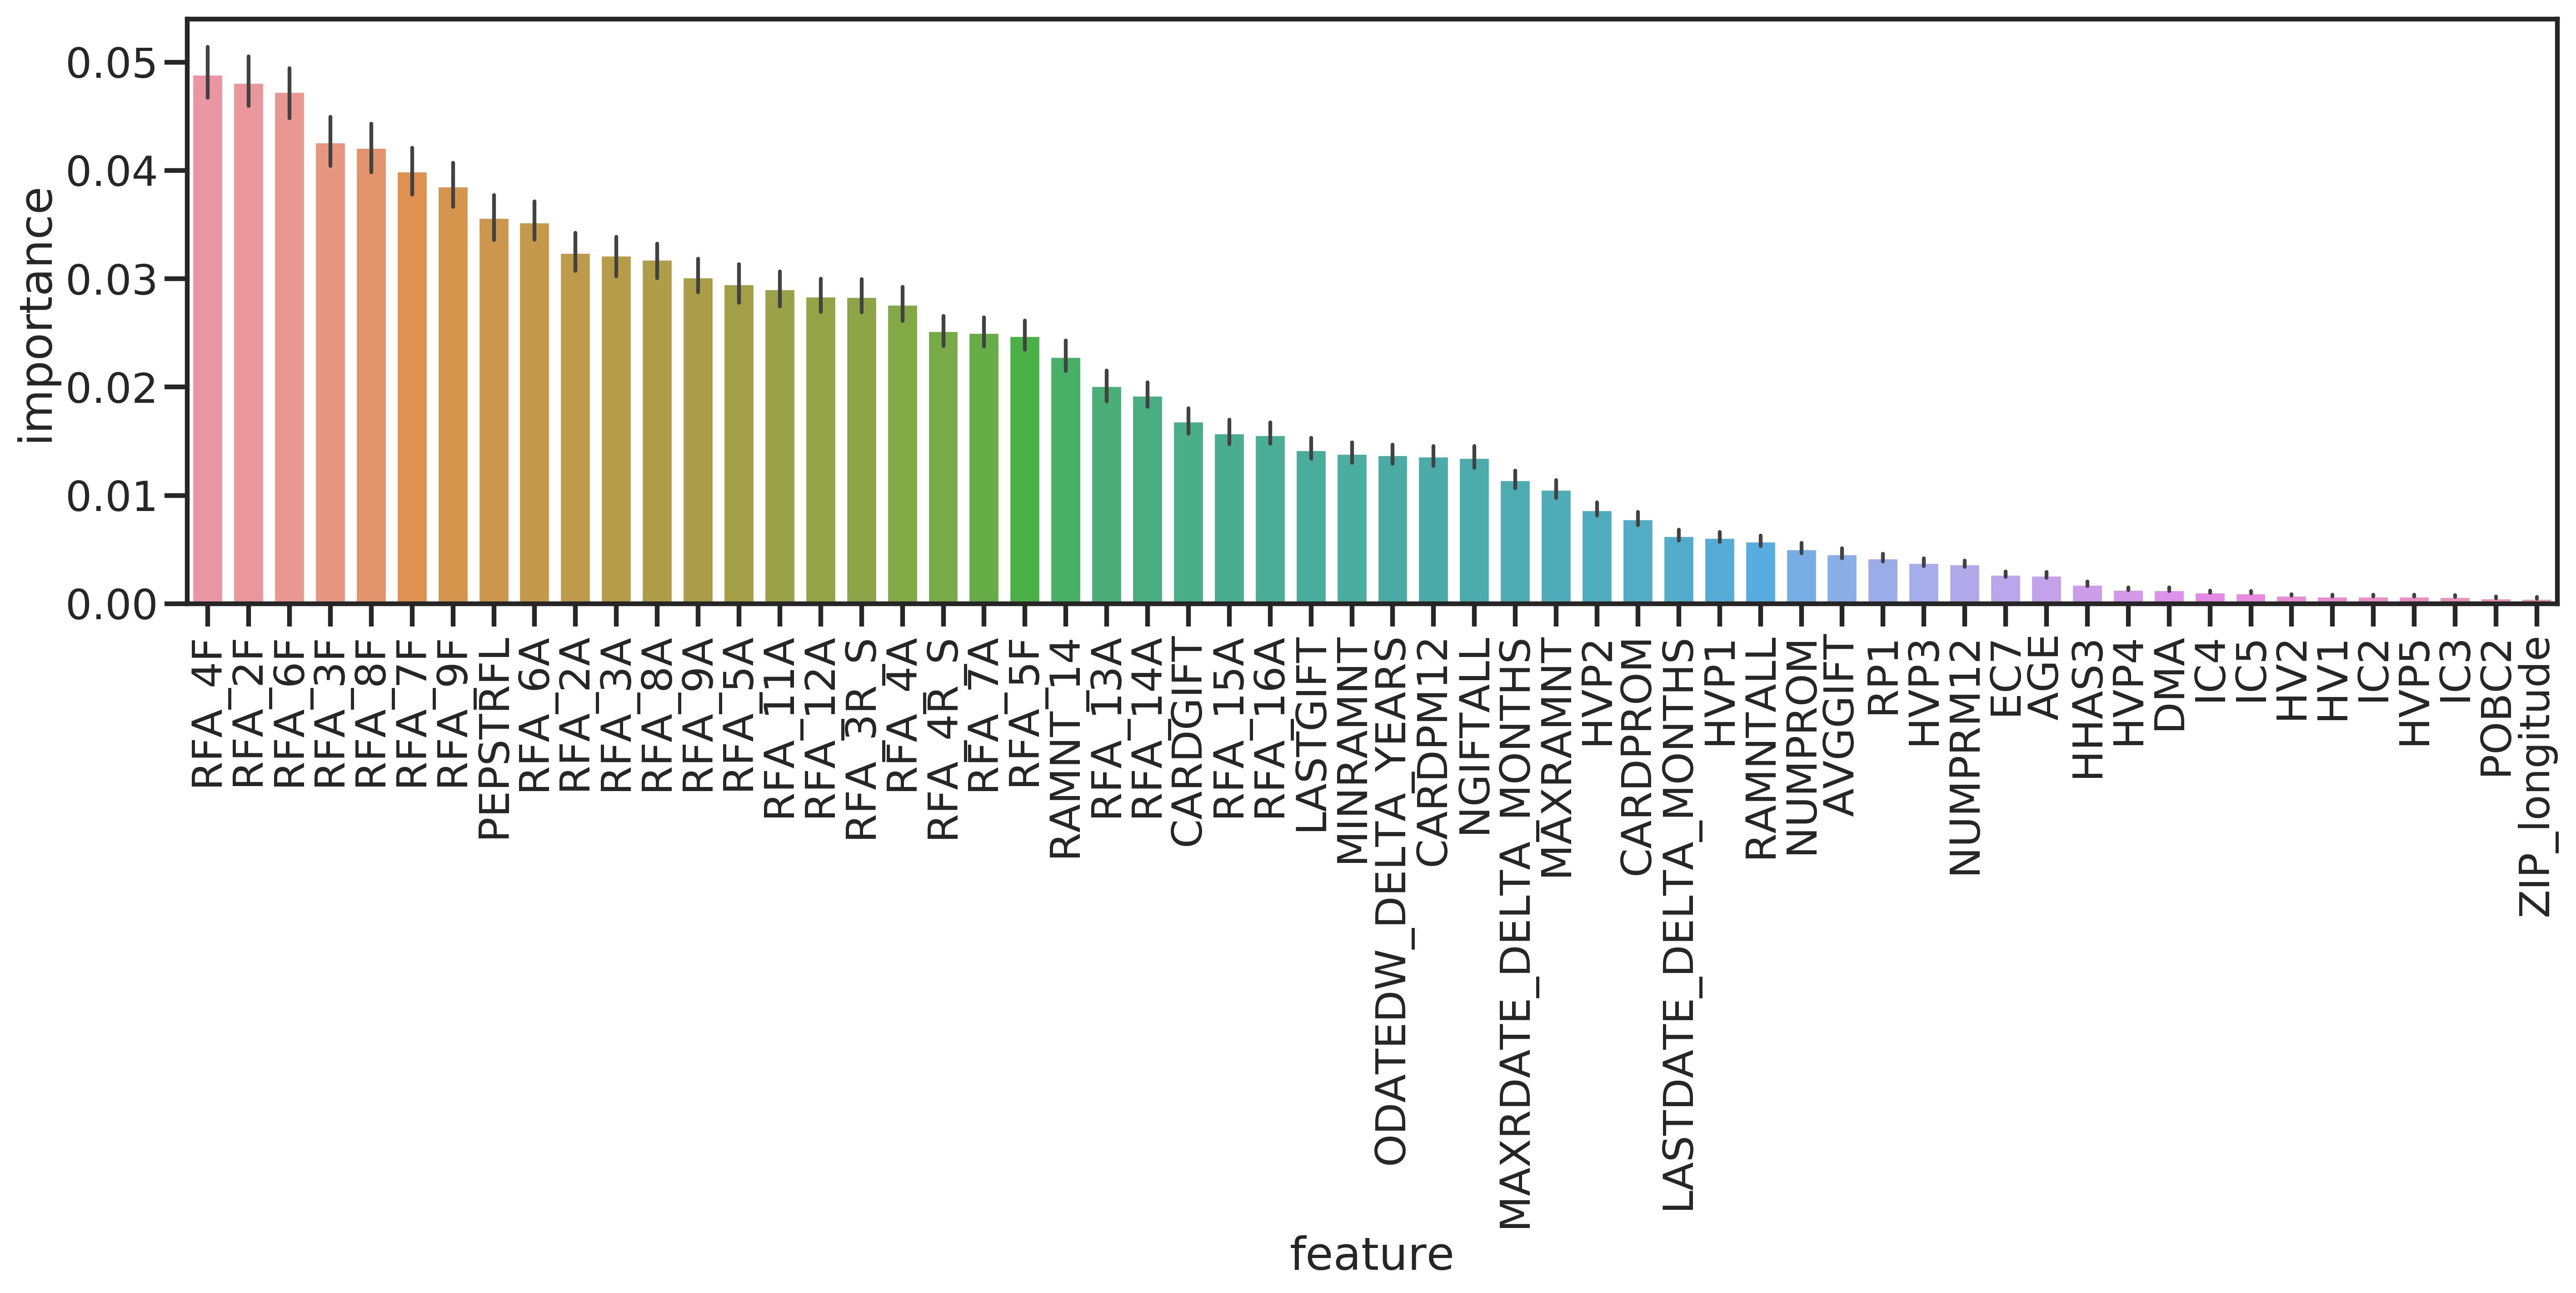 importance
0.05
0.04
0.03
0.02
0.01
0.00
RFA_4F
RFA_2F
RFA_6F
RFA_3F
RFA_8F
RFA_7F
RFA_9F
PEPSTRFL
RFA_6A
RFA_2A
RFA_3A
RFA_8A
RFA_9A
RFA_5A
RFA_11A
RFA_12A
RFA_3R_S
RFA_4A
RFA_4R_S
RFA_7A
RFA_5F
RAMNT_14
RFA_13A
RFA_14A
CARDGIFT
RFA_15A
RFA_16A
LASTGIFT
MINRAMNT
ODATEDW_DELTA_YEARS
CARDPM12
NGIFTALL
MAXRDATE_DELTA_MONTHS
MAXRAMNT
HVP2
CARDPROM
LASTDATE_DELTA_MONTHS
HVP1
RAMNTALL
NUMPROM
AVGGIFT
RP1
HVP3
NUMPRM12
EC7
AGE
HHAS3
HVP4
DMA
IC4
IC5
HV2
HV1
IC2
HVP5
IC3
POBC2
ZIP_longitude
feature